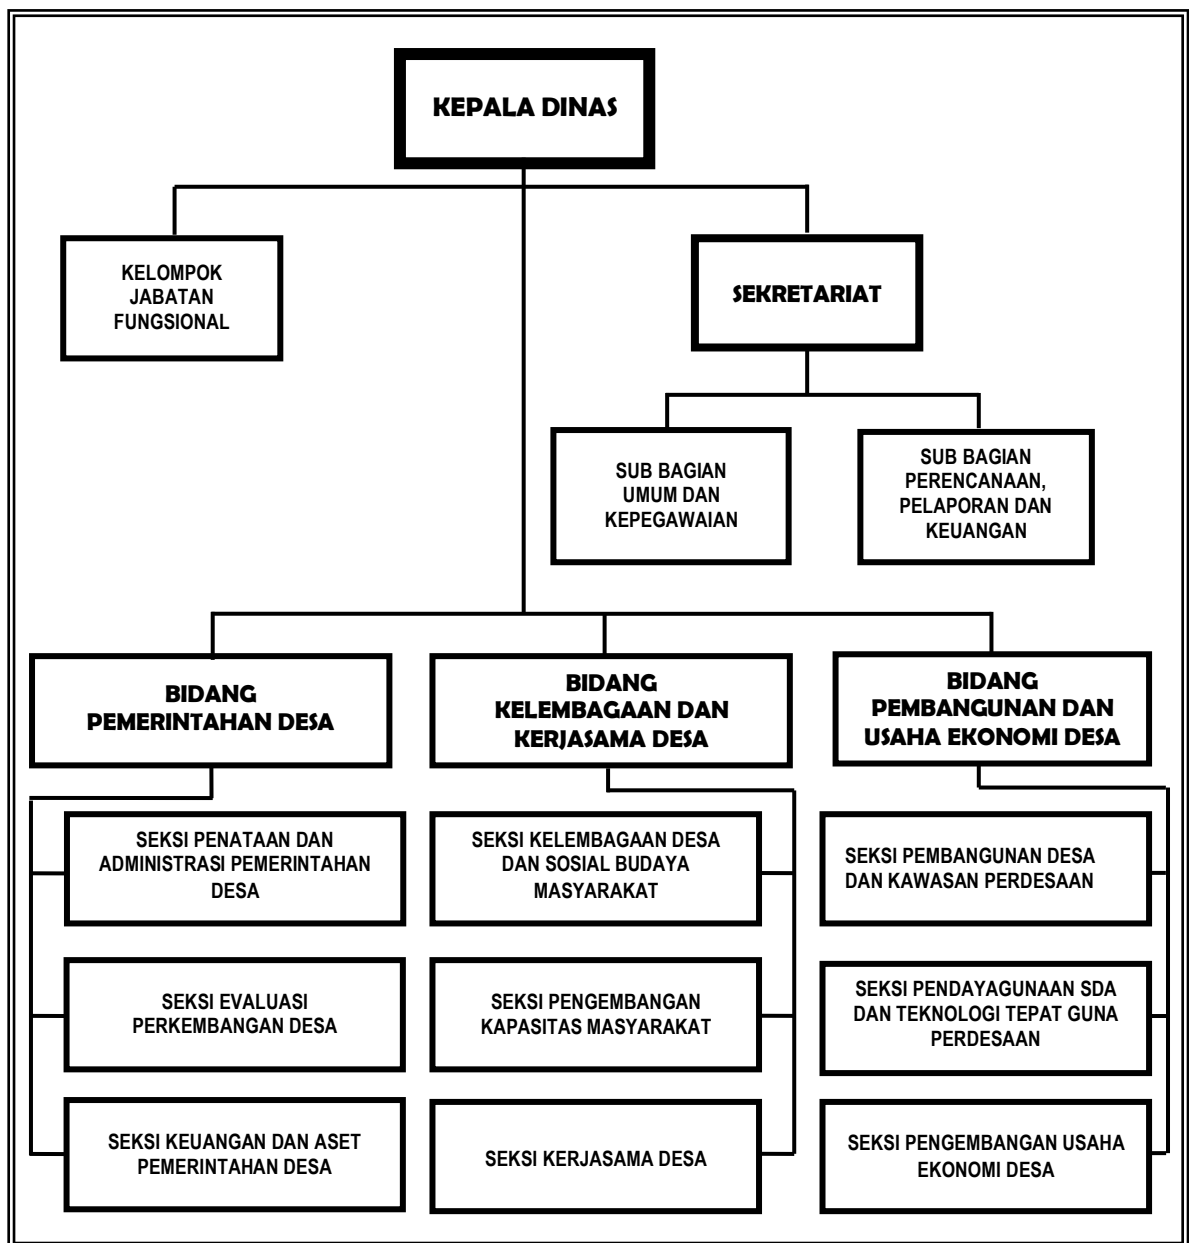 KEPALA DINAS
KELOMPOK
JABATAN
FUNGSIONAL
SEKRETARIAT
SUB BAGIAN
UMUM DAN
KEPEGAWAIAN
SUB BAGIAN
PERENCANAAN,
PELAPORAN DAN
KEUANGAN
BIDANG
PEMERINTAHAN DESA
BIDANG
KELEMBAGAAN DAN
KERJASAMA DESA
BIDANG
PEMBANGUNAN DAN
USAHA EKONOMI DESA
SEKSI PENATAAN DAN
ADMINISTRASI PEMERINTAHAN
DESA
SEKSI KELEMBAGAAN DESA
DAN SOSIAL BUDAYA
MASYARAKAT
SEKSI PEMBANGUNAN DESA
DAN KAWASAN PERDESAAN
SEKSI EVALUASI
PERKEMBANGAN DESA
SEKSI PENGEMBANGAN
KAPASITAS MASYARAKAT
SEKSI PENDAYAGUNAAN SDA
DAN TEKNOLOGI TEPAT GUNA
PERDESAAN
SEKSI KEUANGAN DAN ASET
PEMERINTAHAN DESA
SEKSI KERJASAMA DESA
SEKSI PENGEMBANGAN USAHA
EKONOMI DESA